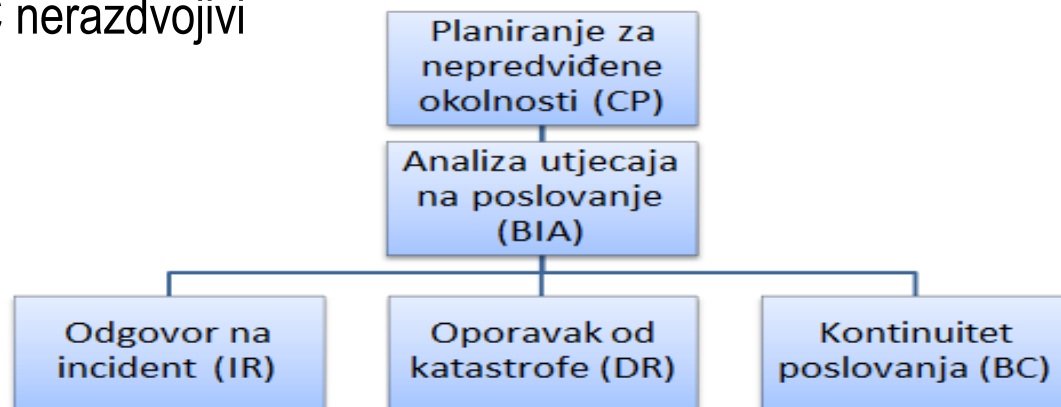 nerazdvojivi
Planiranje za
nepredviđene
okolnosti (CP)
Analiza utjecaja
na poslovanje
(BIA)
Odgovor na
incident (IR)
Oporavak od
katastrofe (DR)
Kontinuitet
poslovanja (BC)